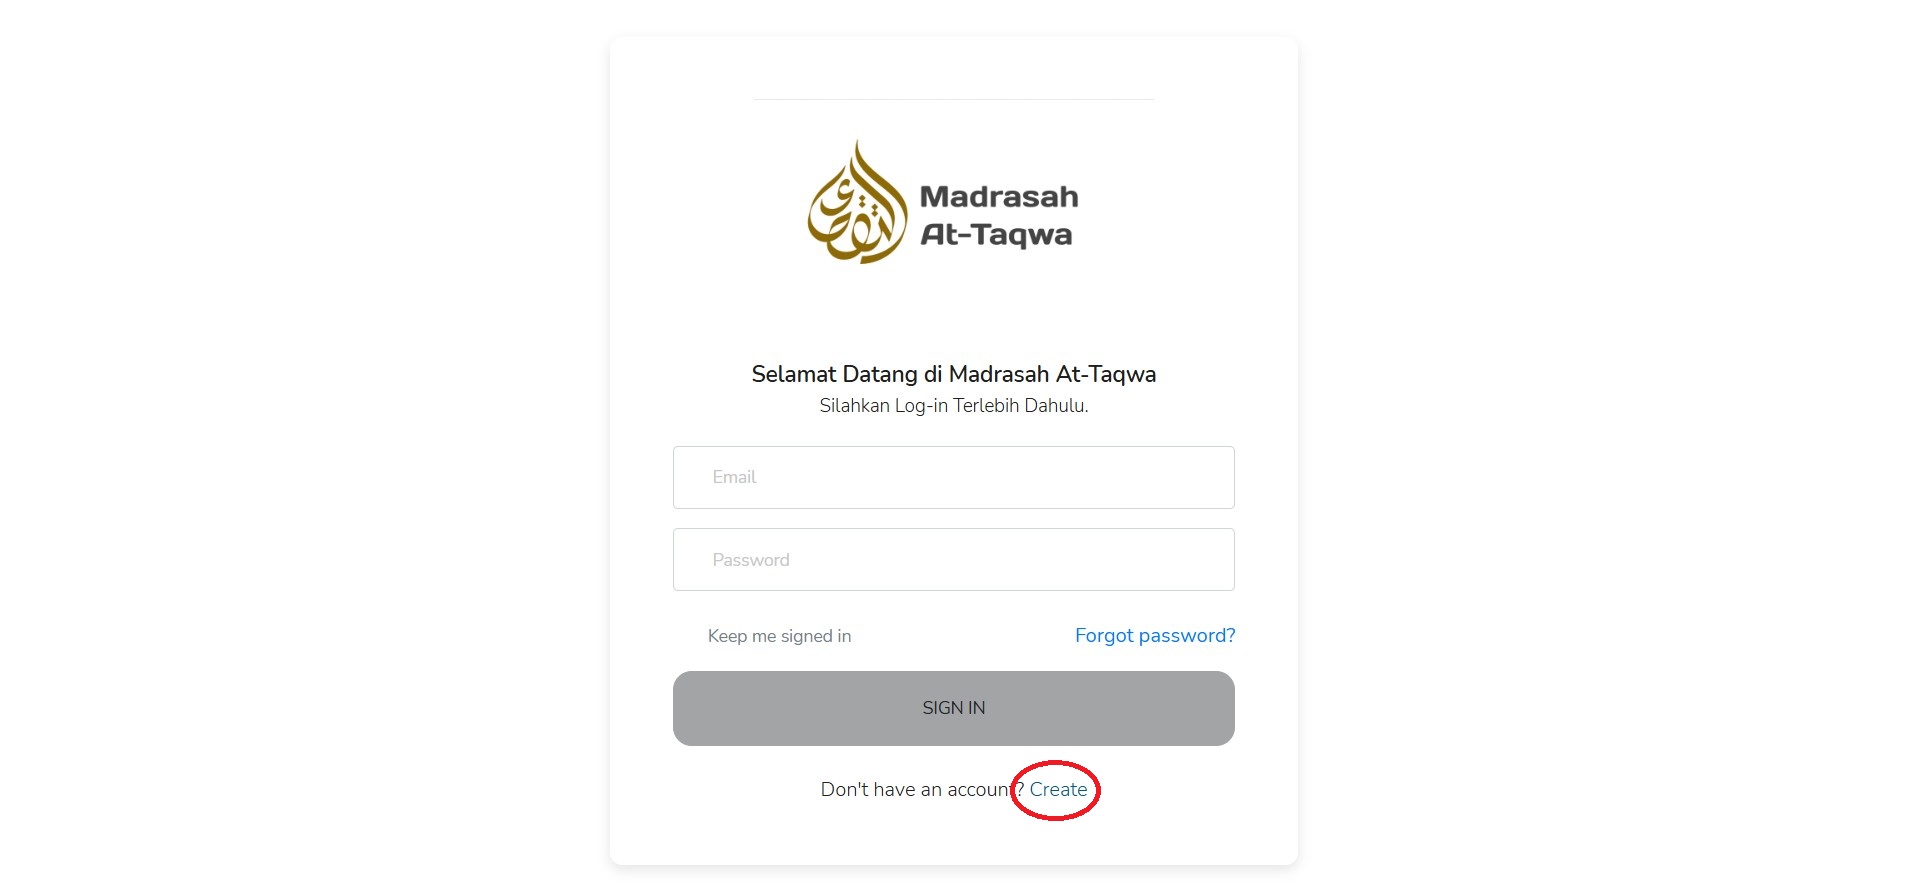 Madrasah
At-Taqwa
Selamat Datang di Madrasah At-Taqwa
Silahkan Log-in Terlebih Dahulu.
Email
Password
Keep me signed in
Forgot password?
SIGN IN
Don't have an account? Create